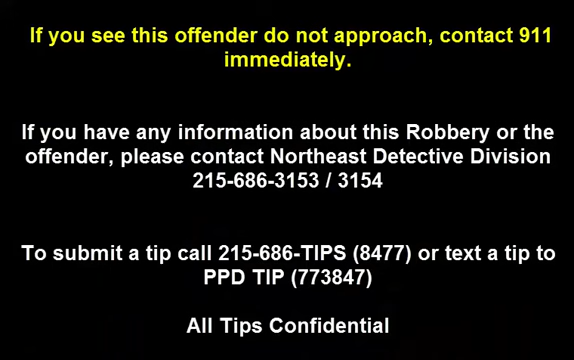 If you see this offender do not approach, contact 911
immediately.
If you have any information about this Robbery or the
offender, please contact Northeast Detective Division
215-686-3153 / 3154
To submit a tip call 215-686-TIPS (8477) or text a tip to
PPD TIP (773847)
All Tips Confidential